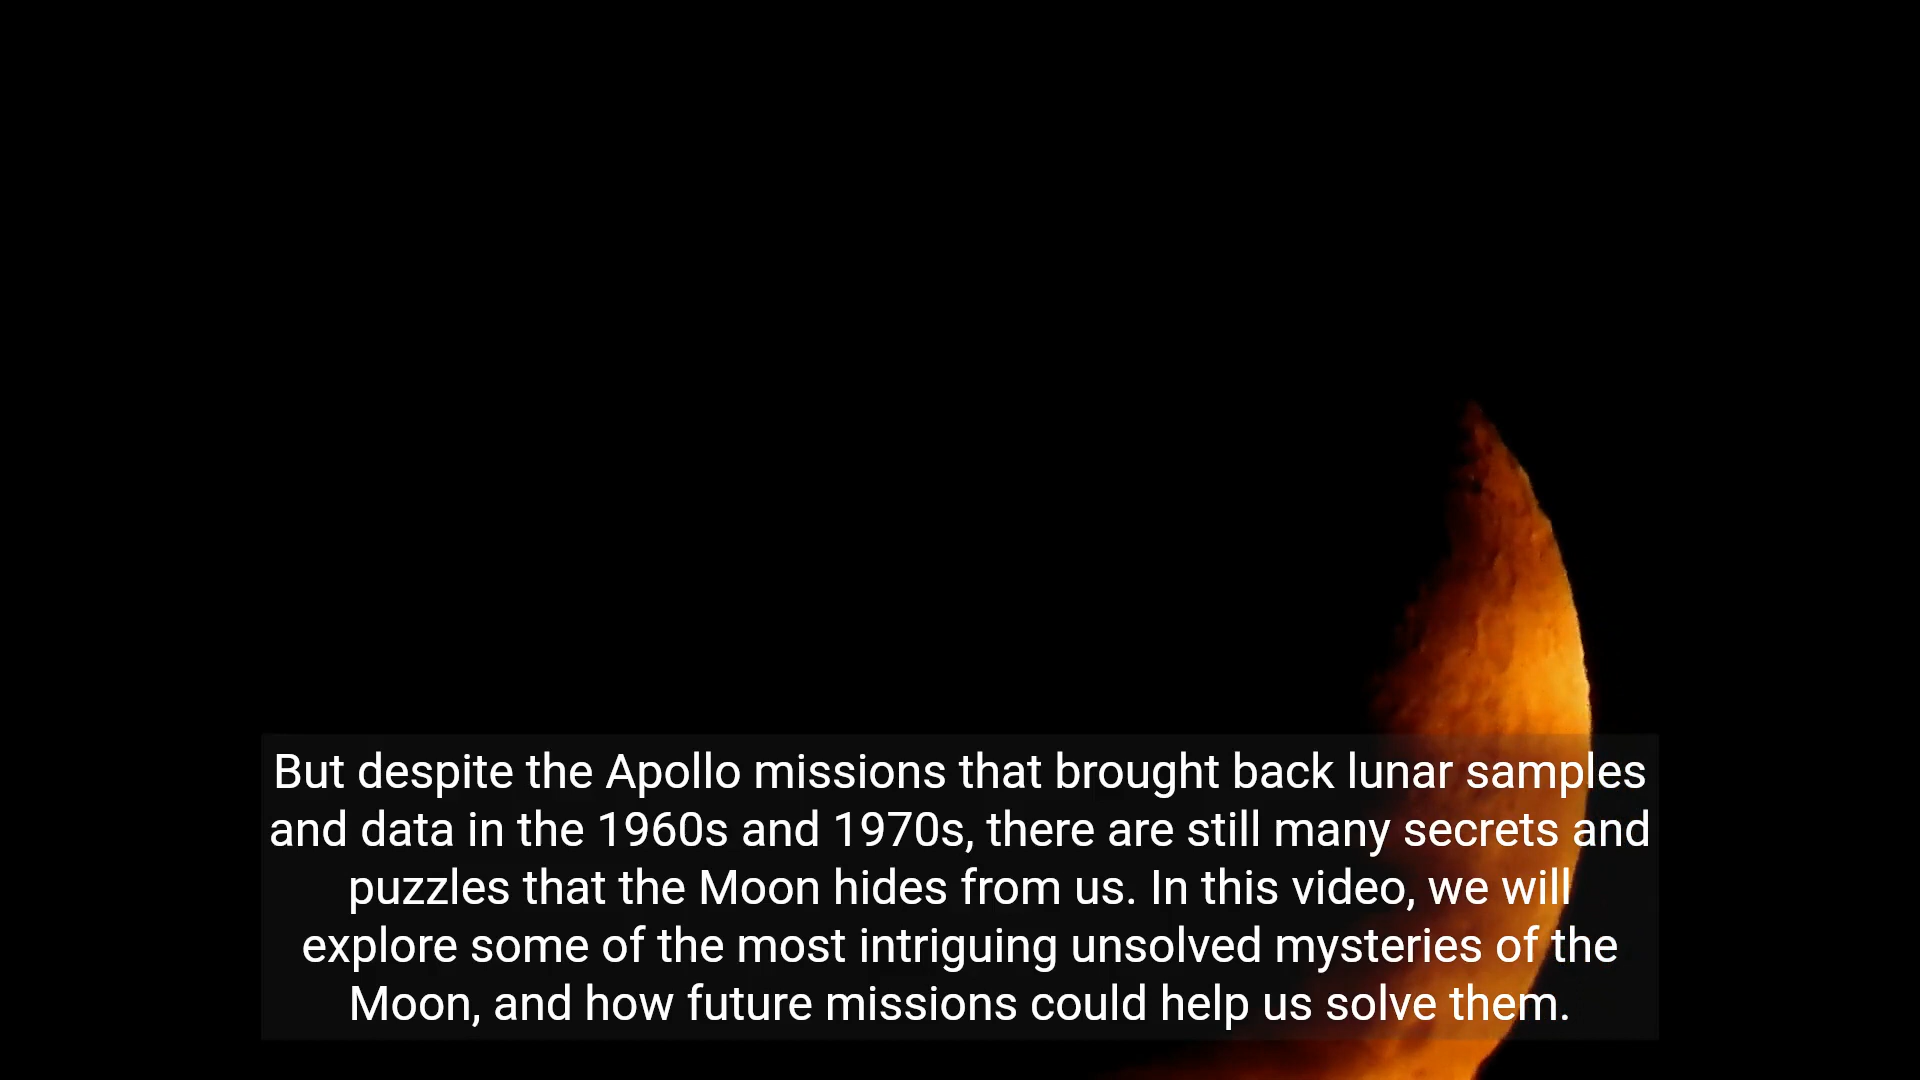 But despite the Apollo missions that brought back lunar samples
and data in the 1960s and 1970s, there are still many secrets and
puzzles that the Moon hides from us. In this video, we will
explore some of the most intriguing unsolved mysteries of the
Moon, and how future missions could help us solve them.